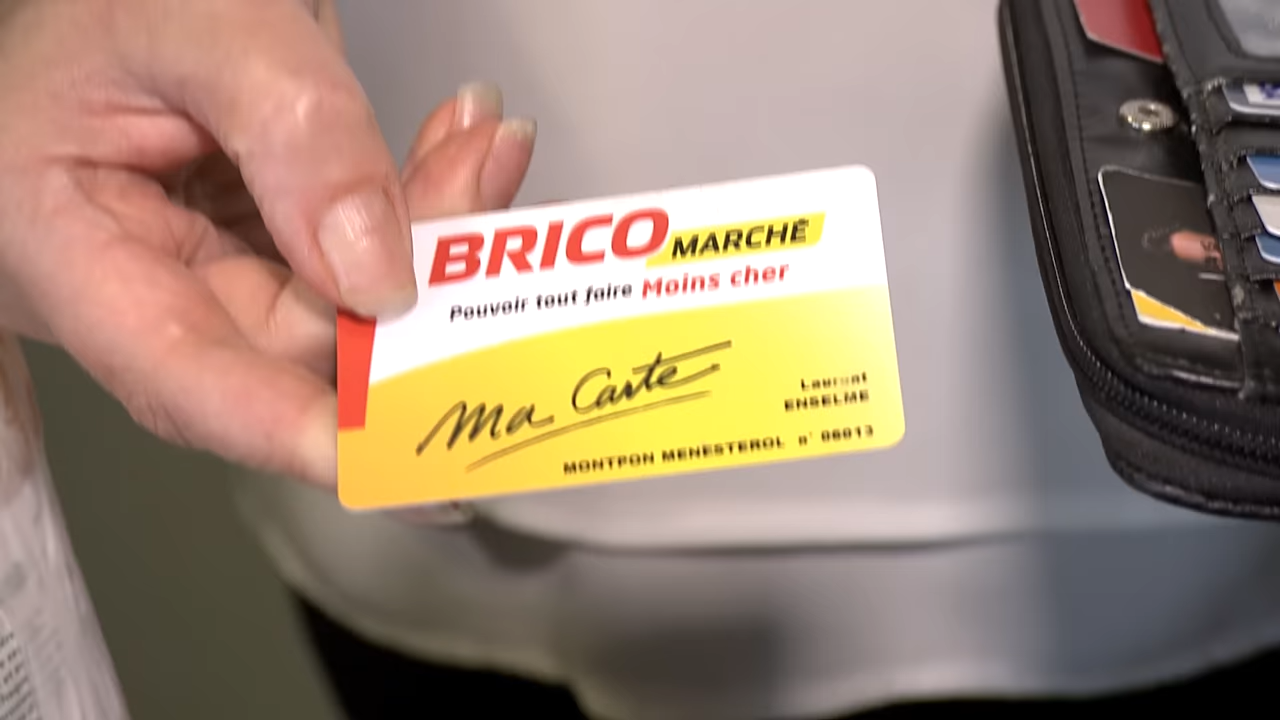 BRICO MARCHÉ
Pouvoir tout faire Moins cher
Ma Carte
Laurent
ENSELME
MONTPON MENESTEROL n° 06013